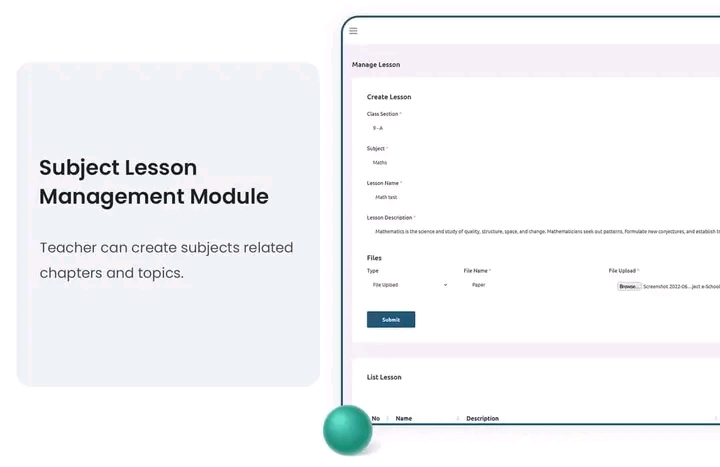 Subject Lesson
Management Module
Teacher can create subjects related
chapters and topics.
Manage Lesson
Create Lesson
Class Section *
9 - A
Subject *
Maths
Lesson Name *
Math test
Lesson Description *
Mathematics is the science and study of quality, structure, space, and change. Mathematicians seek out patterns, formulate new conjectures, and establish t
Files
Type File Name * File Upload *
File Upload Paper Browse... Screenshot 2022-06...ject e-School
Submit
List Lesson
No Name Description